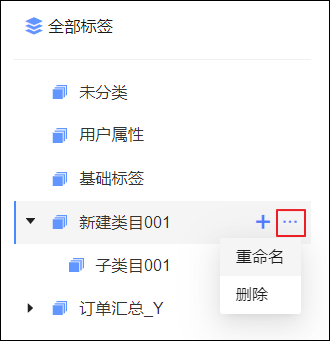 全部标签
未分类
用户属性
基础标签
新建类目001
重命名
子类目001
删除
订单汇总_Y